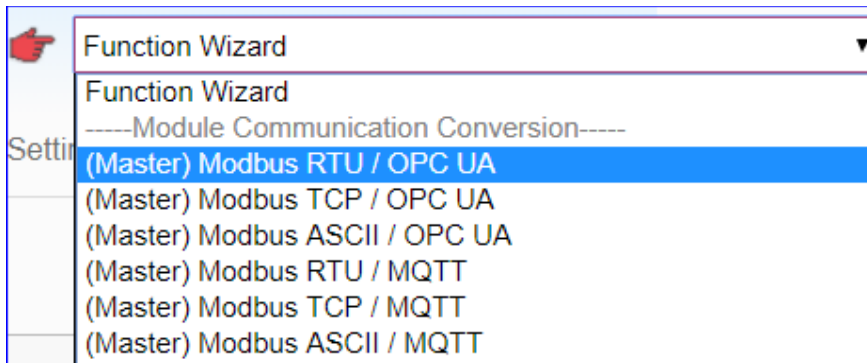 Function Wizard
Function Wizard
-----Module Communication Conversion-----
Settin
(Master) Modbus RTU / OPC UA
(Master) Modbus TCP / OPC UA
(Master) Modbus ASCII / OPC UA
(Master) Modbus RTU / MQTT
(Master) Modbus TCP / MQTT
(Master) Modbus ASCII / MQTT